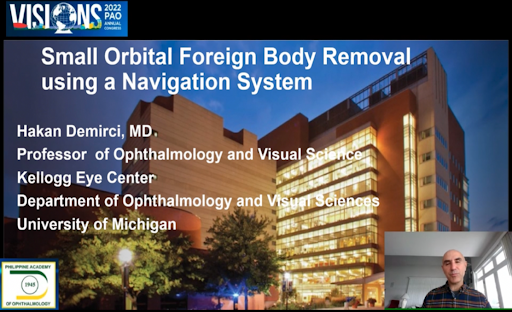 VISIONS
2022
PAO
ANNUAL
CONGRESS
Small Orbital Foreign Body Removal
using a Navigation System
Hakan Demirci, MD
Professor of Ophthalmology and Visual Science
Kellogg Eye Center
Department of Ophthalmology and Visual Sciences
University of Michigan
PHILIPPINE ACADEMY
1945
OF OPHTHALMOLOGY